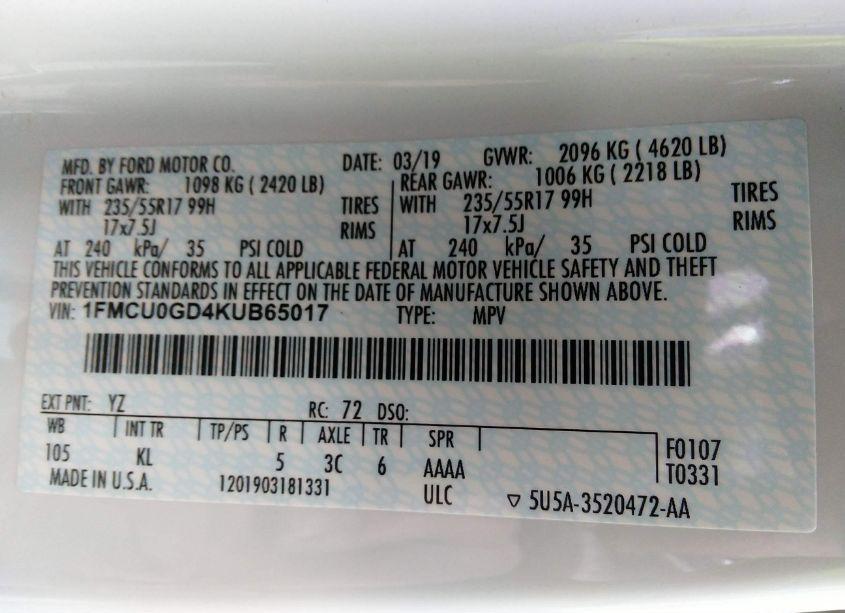 MFD. BY FORD MOTOR CO. DATE: 03/19 GVWR: 2096 KG ( 4620 LB)
FRONT GAWR: 1098 KG ( 2420 LB) REAR GAWR: 1006 KG ( 2218 LB)
WITH 235/55R17 99H TIRES WITH 235/55R17 99H TIRES
17x7.5J RIMS 17x7.5J RIMS
AT 240 kPa/ 35 PSI COLD AT 240 kPa/ 35 PSI COLD
THIS VEHICLE CONFORMS TO ALL APPLICABLE FEDERAL MOTOR VEHICLE SAFETY AND THEFT
PREVENTION STANDARDS IN EFFECT ON THE DATE OF MANUFACTURE SHOWN ABOVE.
VIN: 1FMCU0GD4KUB65017 TYPE: MPV
EXT PNT: YZ RC: 72 DSO:
WB INT TR TP/PS R AXLE TR SPR F0107
105 KL 5 3C 6 AAAA T0331
MADE IN U.S.A. 1201903181331 ULC ▽ 5U5A-3520472-AA